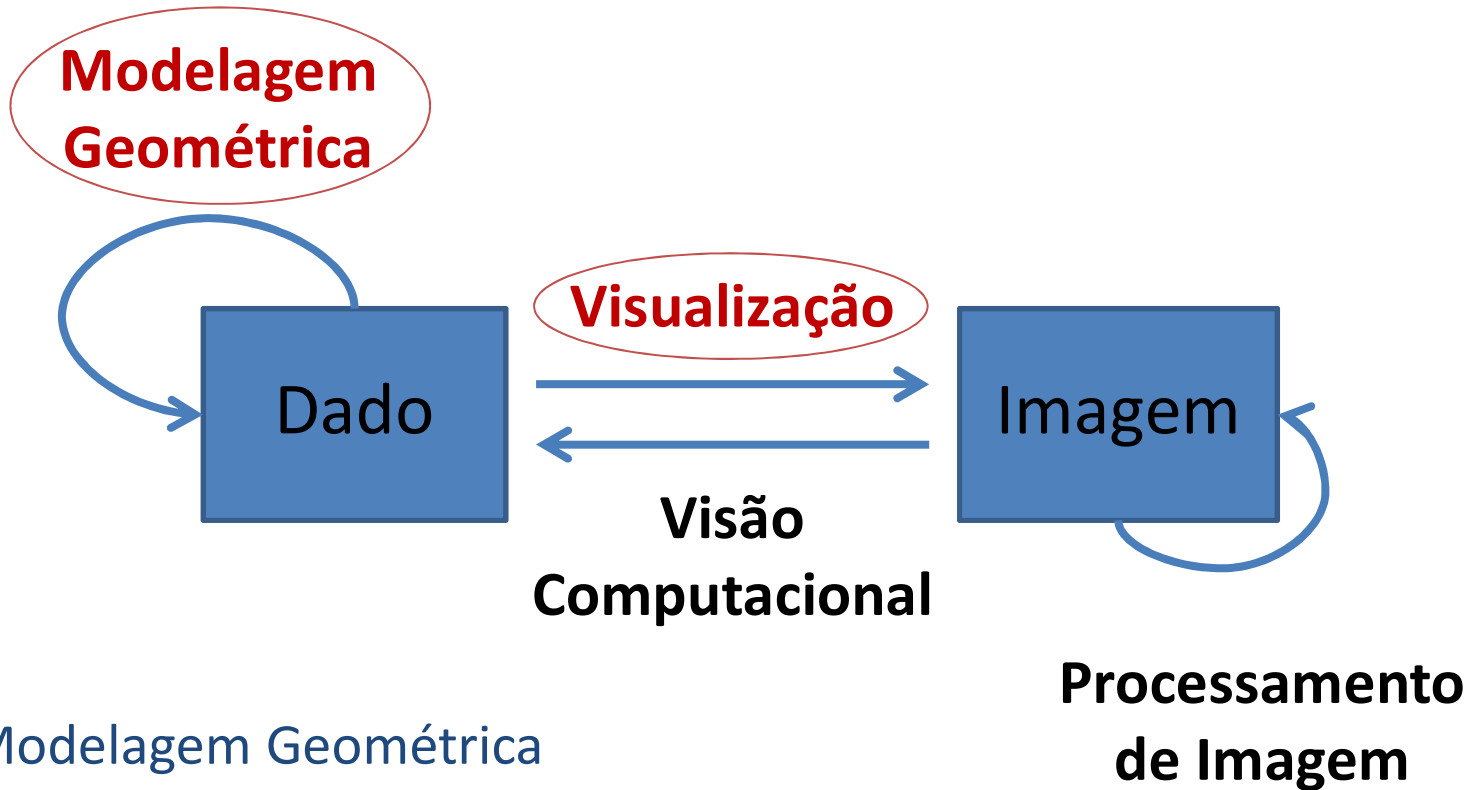 Modelagem
Geométrica
Visualização
Dado
Imagem
Visão
Computacional
Processamento
de Imagem
Modelagem Geométrica